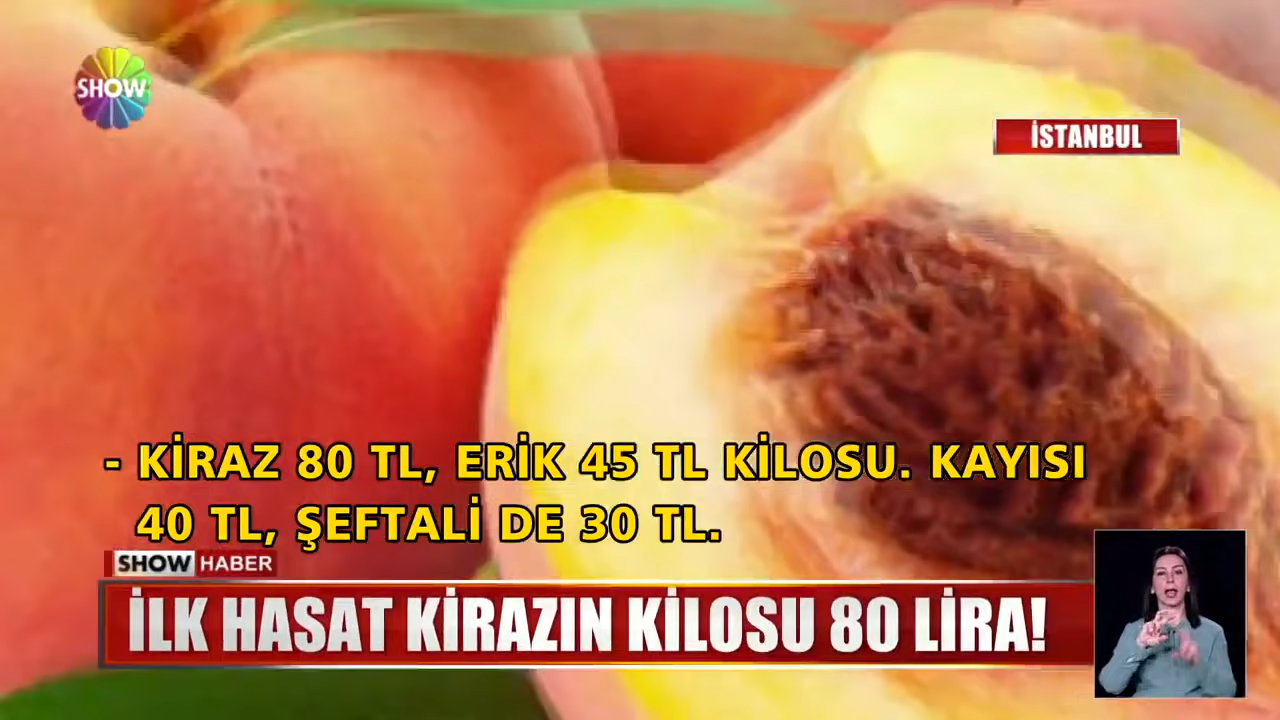 SHOW
İSTANBUL
- KİRAZ 80 TL, ERİK 45 TL KİLOSU. KAYISI
40 TL, ŞEFTALİ DE 30 TL.
SHOW HABER
İLK HASAT KİRAZIN KİLOSU 80 LİRA!